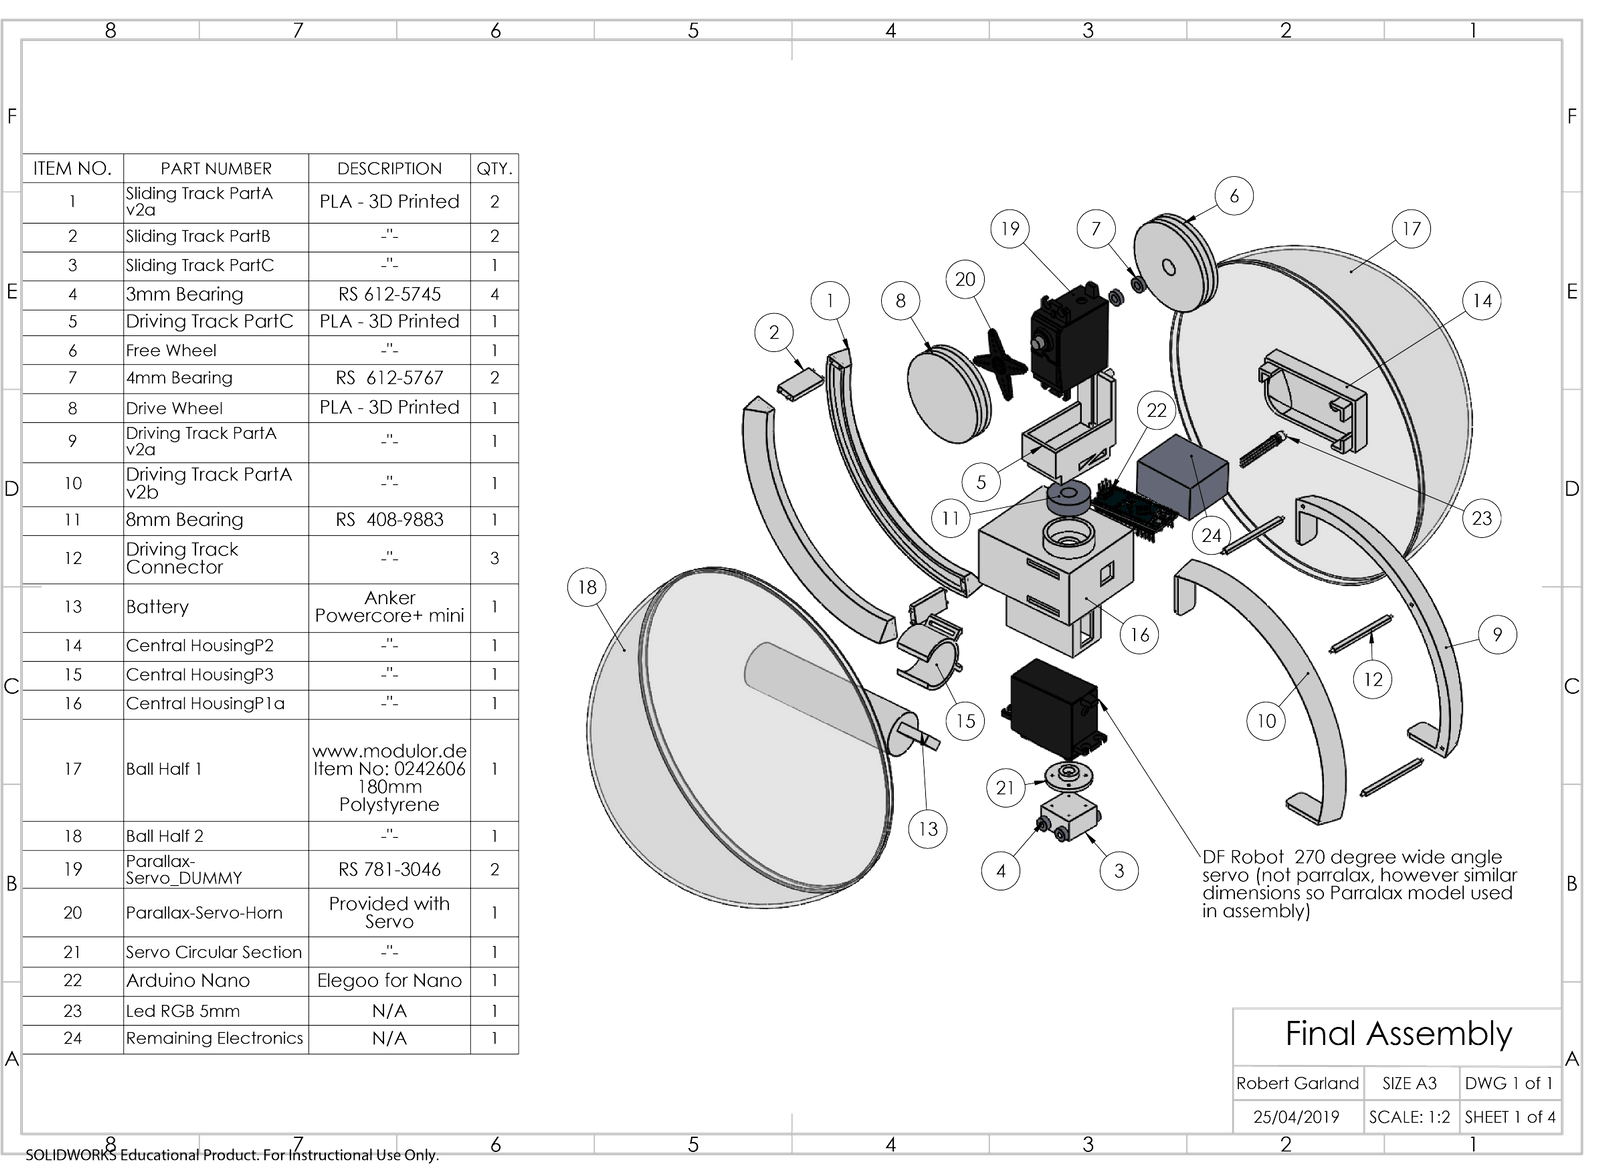 8 7 6 5 4 3 2 1
F
E
D
C
B
A
ITEM NO. PART NUMBER DESCRIPTION QTY.
1 Sliding Track PartA v2a PLA - 3D Printed 2
2 Sliding Track PartB -"- 2
3 Sliding Track PartC -"- 1
4 3mm Bearing RS 612-5745 4
5 Driving Track PartC PLA - 3D Printed 1
6 Free Wheel -"- 1
7 4mm Bearing RS 612-5767 2
8 Drive Wheel PLA - 3D Printed 1
9 Driving Track PartA v2a -"- 1
10 Driving Track PartA v2b -"- 1
11 8mm Bearing RS 408-9883 1
12 Driving Track Connector -"- 3
13 Battery Anker Powercore+ mini 1
14 Central HousingP2 -"- 1
15 Central HousingP3 -"- 1
16 Central HousingP1a -"- 1
17 Ball Half 1 www.modulor.de Item No: 0242606 180mm Polystyrene 1
18 Ball Half 2 -"- 1
19 Parallax-Servo_DUMMY RS 781-3046 2
20 Parallax-Servo-Horn Provided with Servo 1
21 Servo Circular Section -"- 1
22 Arduino Nano Elegoo for Nano 1
23 Led RGB 5mm N/A 1
24 Remaining Electronics N/A 1
6
19
7
17
20
1
8
14
2
22
5
11
24
23
18
16
9
12
15
10
21
13
4
3
DF Robot 270 degree wide angle
servo (not parralax, however similar
dimensions so Parralax model used
in assembly)
F
E
D
C
B
A
Final Assembly
Robert Garland SIZE A3 DWG 1 of 1
25/04/2019 SCALE: 1:2 SHEET 1 of 4
8 7 6 5 4 3 2 1
SOLIDWORKS Educational Product. For Instructional Use Only.